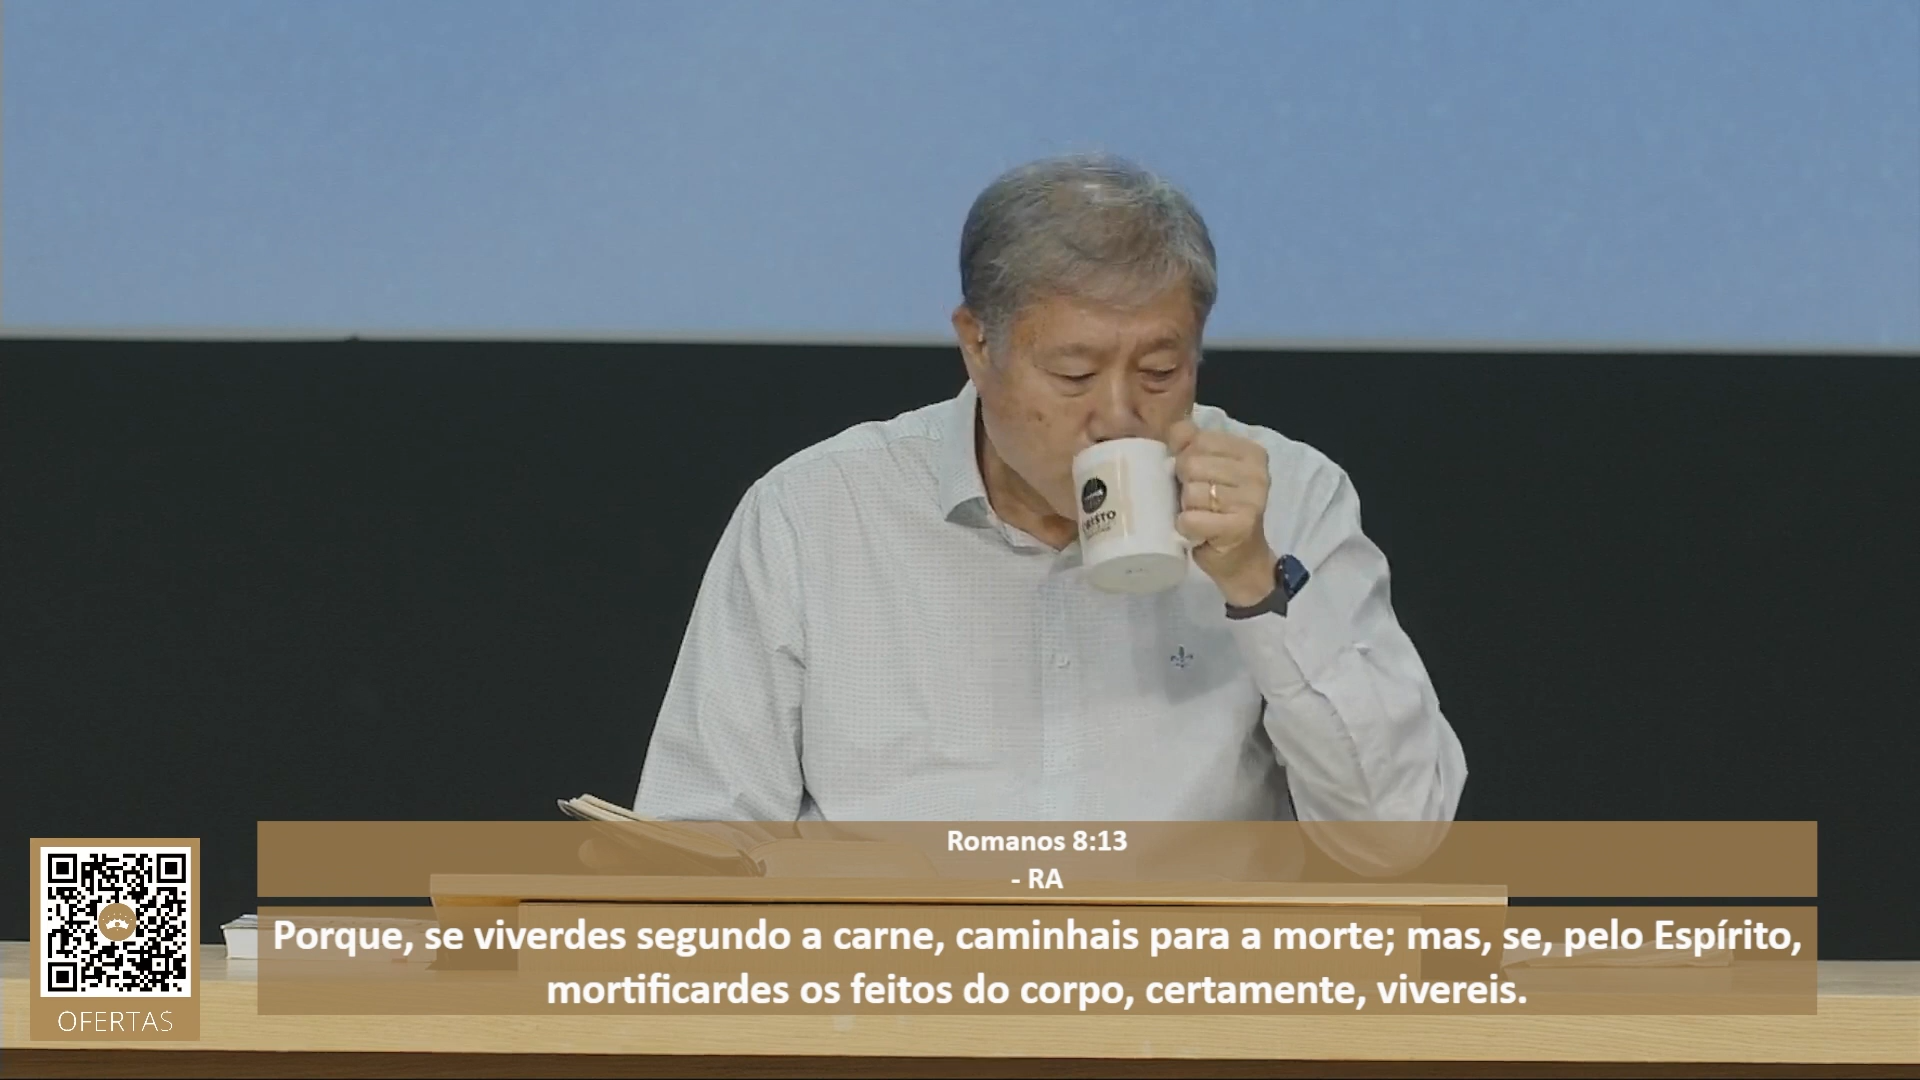 CRISTO
Romanos 8:13
- RA
Porque, se viverdes segundo a carne, caminhais para a morte; mas, se, pelo Espírito,
mortificardes os feitos do corpo, certamente, vivereis.
OFERTAS